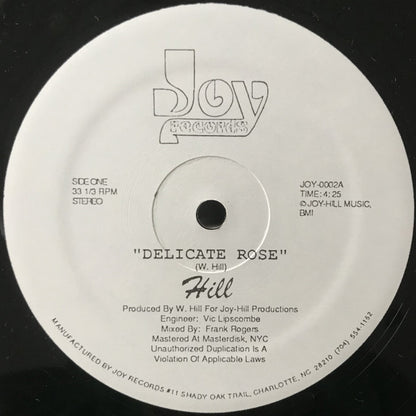 Joy
records
SIDE ONE
33 1/3 RPM
STEREO
JOY-0002A
TIME: 4:25
©JOY-HILL MUSIC,
BMI
"DELICATE ROSE"
(W. Hill)
Hill
Produced By W. Hill For Joy-Hill Productions
Engineer: Vic Lipscombe
Mixed By: Frank Rogers
Mastered At Masterdisk, NYC
Unauthorized Duplication Is A
Violation Of Applicable Laws
MANUFACTURED BY JOY RECORDS #11 SHADY OAK TRAIL, CHARLOTTE, NC 28210 (704) 554-1192